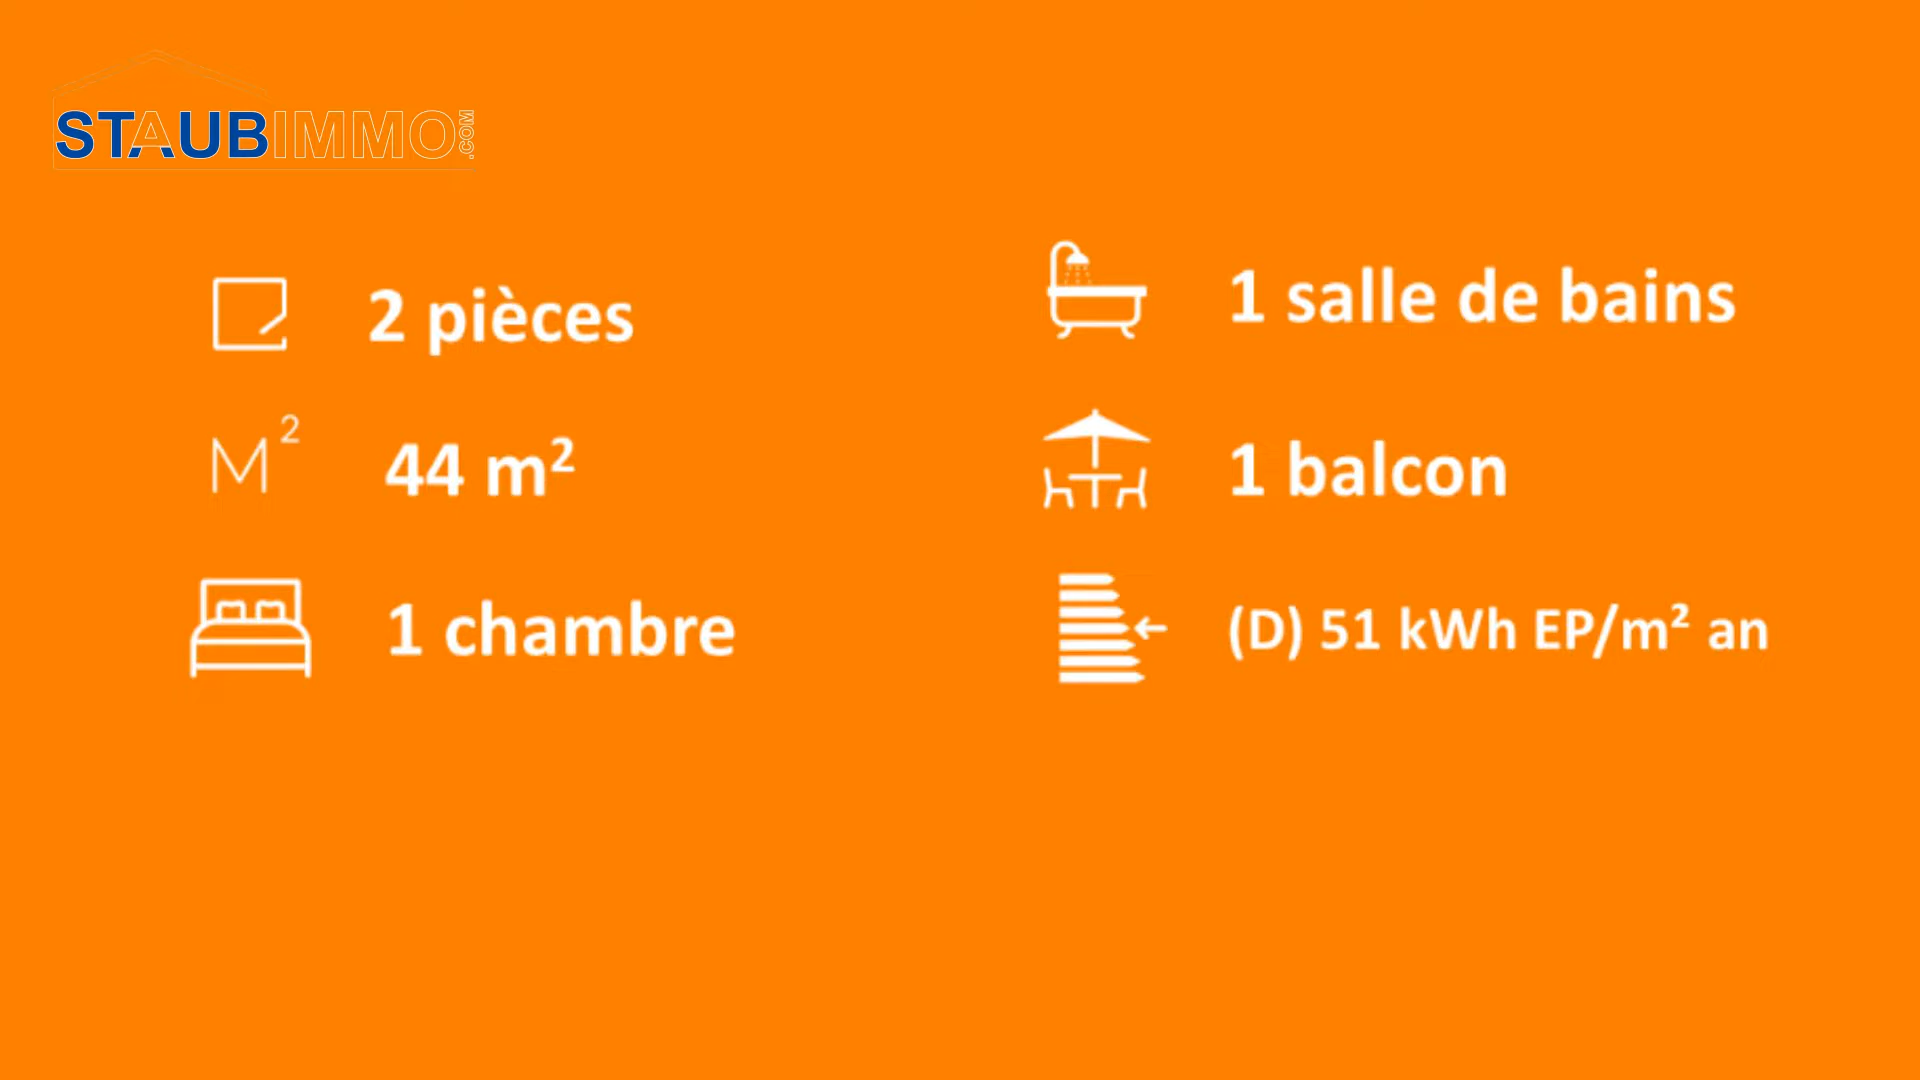 STAUBIMMO.COM
2 pièces
M²
44 m²
1 chambre
1 salle de bains
1 balcon
(D) 51 kWh EP/m² an